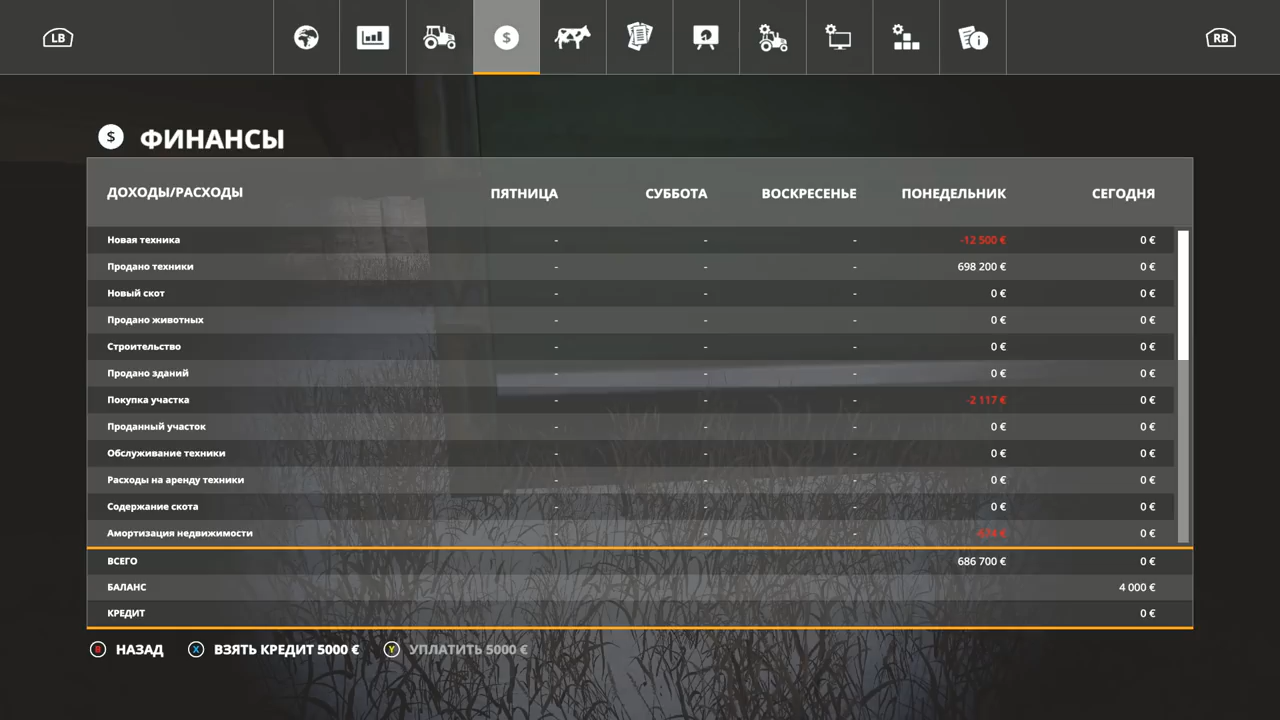 LB
RB
$ ФИНАНСЫ
ДОХОДЫ/РАСХОДЫ ПЯТНИЦА СУББОТА ВОСКРЕСЕНЬЕ ПОНЕДЕЛЬНИК СЕГОДНЯ
Новая техника - - - -12 500 € 0 €
Продано техники - - - 698 200 € 0 €
Новый скот - - - 0 € 0 €
Продано животных - - - 0 € 0 €
Строительство - - - 0 € 0 €
Продано зданий - - - 0 € 0 €
Покупка участка - - - -2 117 € 0 €
Проданный участок - - - 0 € 0 €
Обслуживание техники - - - 0 € 0 €
Расходы на аренду техники - - - 0 € 0 €
Содержание скота - - - 0 € 0 €
Амортизация недвижимости - - - -574 € 0 €
ВСЕГО 686 700 € 0 €
БАЛАНС 4 000 €
КРЕДИТ 0 €
B НАЗАД X ВЗЯТЬ КРЕДИТ 5000 € Y УПЛАТИТЬ 5000 €